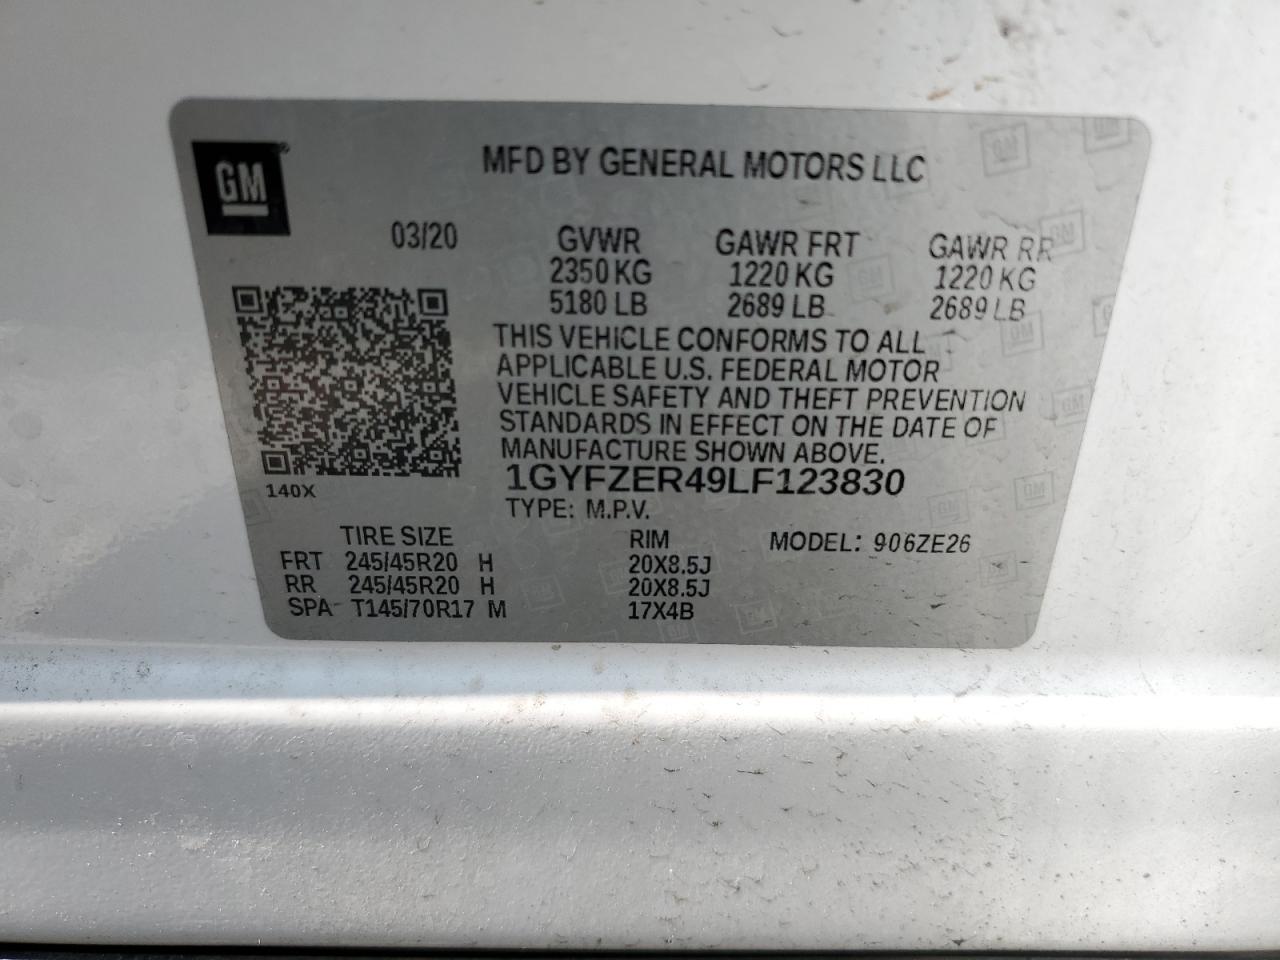 GM
MFD BY GENERAL MOTORS LLC
03/20 GVWR GAWR FRT GAWR RR
2350 KG 1220 KG 1220 KG
5180 LB 2689 LB 2689 LB
THIS VEHICLE CONFORMS TO ALL
APPLICABLE U.S. FEDERAL MOTOR
VEHICLE SAFETY AND THEFT PREVENTION
STANDARDS IN EFFECT ON THE DATE OF
MANUFACTURE SHOWN ABOVE.
1GYFZER49LF123830
140X
TYPE: M.P.V.
TIRE SIZE RIM MODEL: 906ZE26
FRT 245/45R20 H 20X8.5J
RR 245/45R20 H 20X8.5J
SPA T145/70R17 M 17X4B